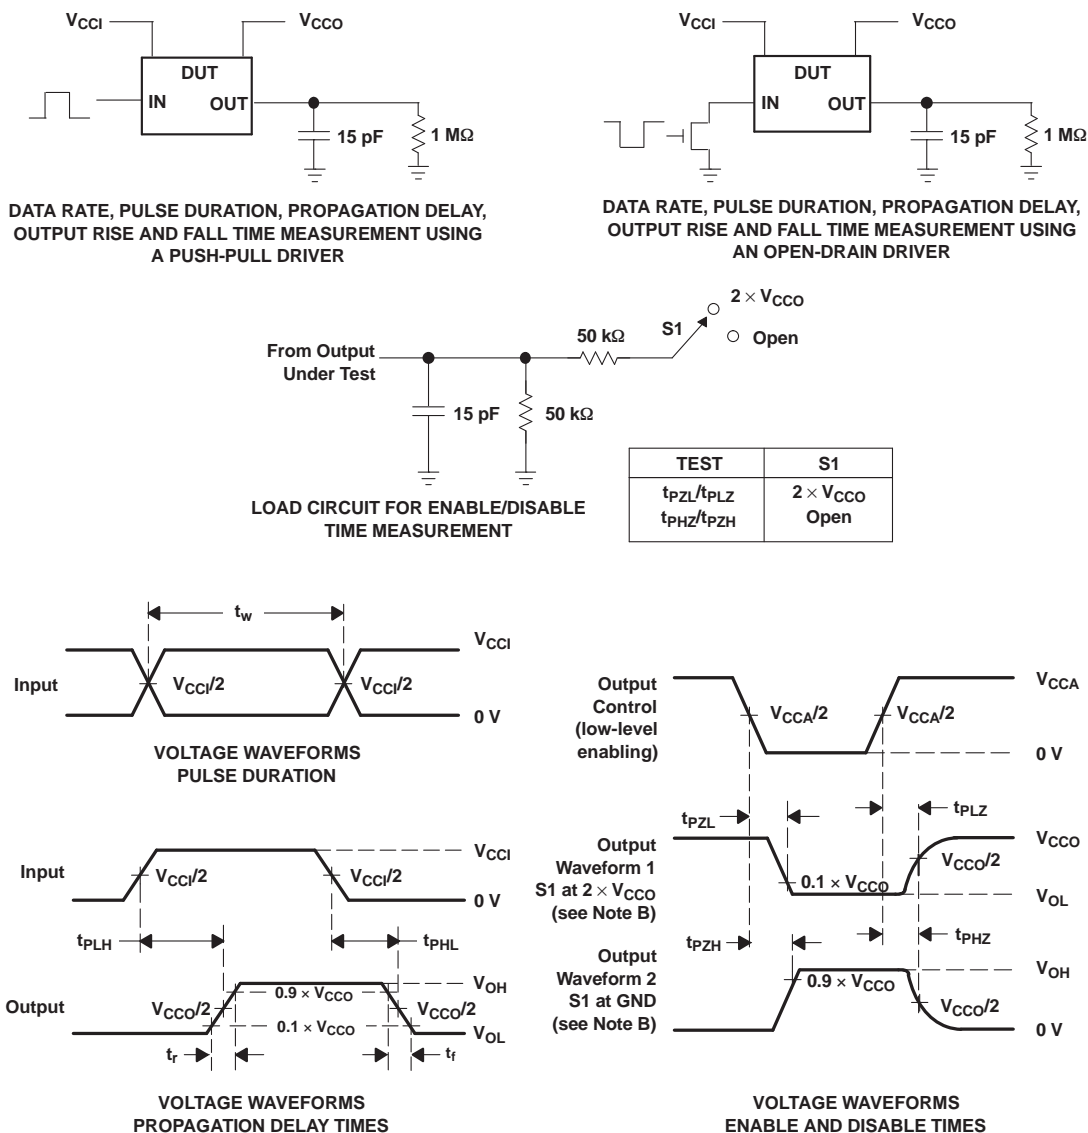 VCCI
VCCO
DUT
IN
OUT
15 pF
1 MΩ
DATA RATE, PULSE DURATION, PROPAGATION DELAY,
OUTPUT RISE AND FALL TIME MEASUREMENT USING
A PUSH-PULL DRIVER
VCCI
VCCO
DUT
IN
OUT
15 pF
1 MΩ
DATA RATE, PULSE DURATION, PROPAGATION DELAY,
OUTPUT RISE AND FALL TIME MEASUREMENT USING
AN OPEN-DRAIN DRIVER
From Output
Under Test
15 pF
50 kΩ
50 kΩ
S1
2 × VCCO
Open
LOAD CIRCUIT FOR ENABLE/DISABLE
TIME MEASUREMENT
TEST S1
tPZL/tPLZ 2 × VCCO
tPHZ/tPZH Open
tw
VCCI
Input
VCCI/2
VCCI/2
0 V
VOLTAGE WAVEFORMS
PULSE DURATION
Input
VCCI
VCCI/2
VCCI/2
0 V
tPLH
tPHL
Output
VOH
0.9 × VCCO
VCCO/2
VCCO/2
0.1 × VCCO
VOL
tr
tf
VOLTAGE WAVEFORMS
PROPAGATION DELAY TIMES
Output
Control
(low-level
enabling)
VCCA
VCCA/2
VCCA/2
0 V
tPZL
tPLZ
Output
Waveform 1
S1 at 2 × VCCO
(see Note B)
VCCO
VCCO/2
0.1 × VCCO
VOL
tPZH
tPHZ
Output
Waveform 2
S1 at GND
(see Note B)
VOH
0.9 × VCCO
VCCO/2
0 V
VOLTAGE WAVEFORMS
ENABLE AND DISABLE TIMES